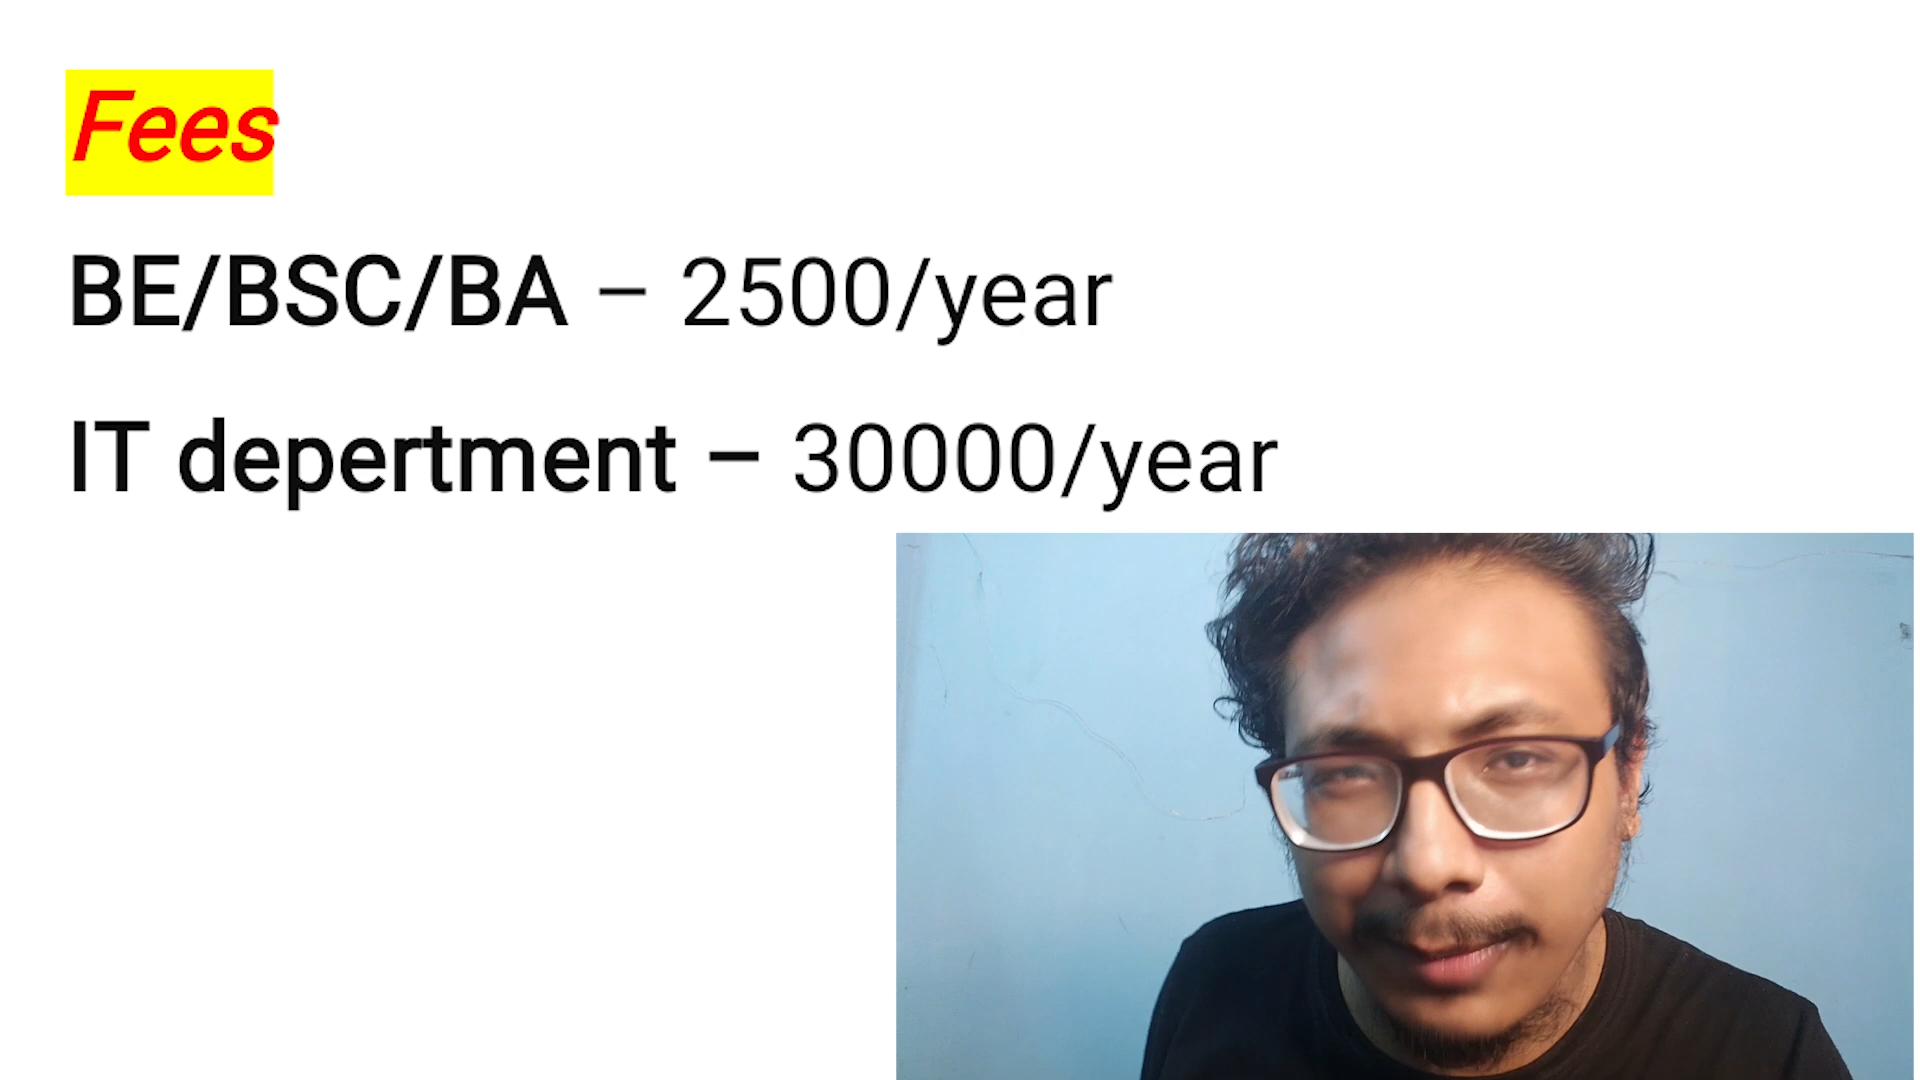 Fees
BE/BSC/BA – 2500/year
IT depertment – 30000/year